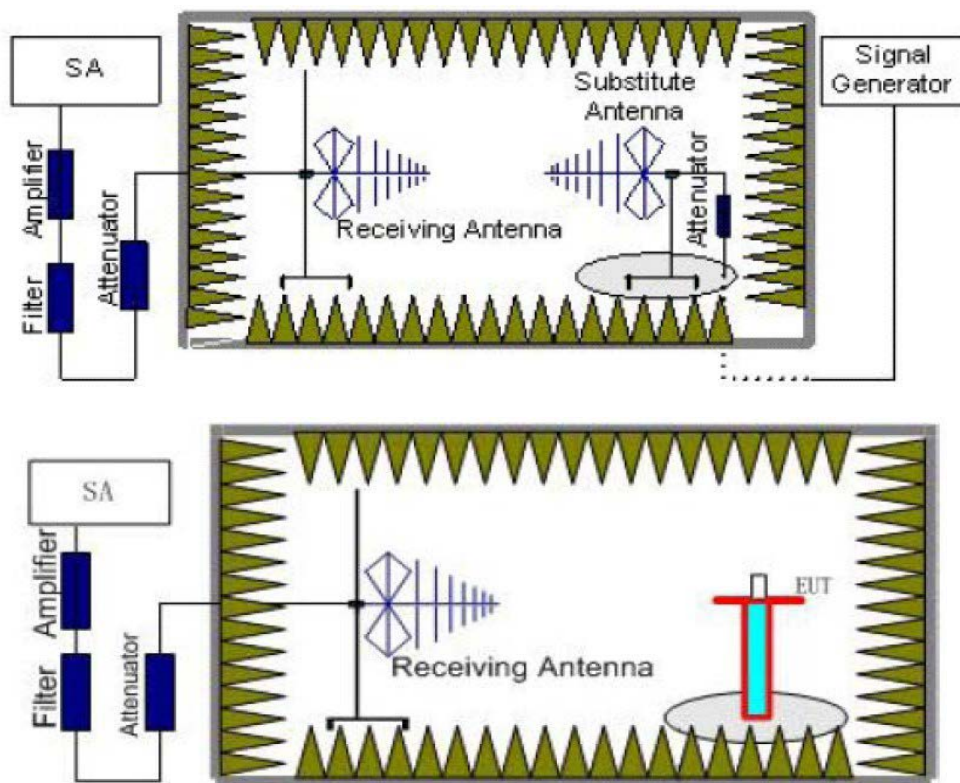 SA
Signal
Generator
Substitute
Antenna
Amplifier
Attenuator
Attenuator
Receiving Antenna
Filter
SA
Amplifier
EUT
Receiving Antenna
Filter
Attenuator